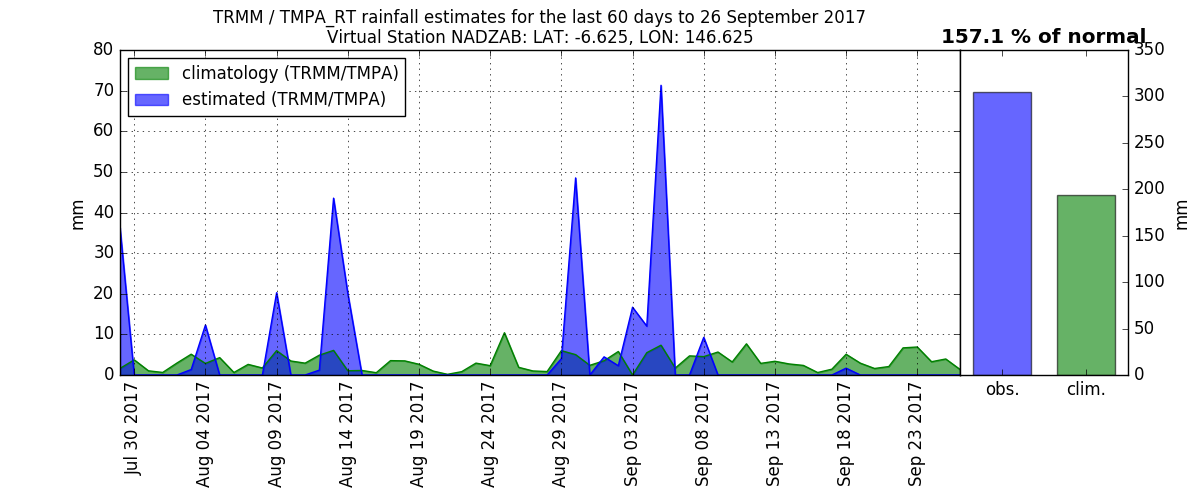 TRMM / TMPA_RT rainfall estimates for the last 60 days to 26 September 2017
Virtual Station NADZAB: LAT: -6.625, LON: 146.625
157.1 % of normal
climatology (TRMM/TMPA)
estimated (TRMM/TMPA)
80
70
60
50
40
30
20
10
0
mm
Jul 30 2017
Aug 04 2017
Aug 09 2017
Aug 14 2017
Aug 19 2017
Aug 24 2017
Aug 29 2017
Sep 03 2017
Sep 08 2017
Sep 13 2017
Sep 18 2017
Sep 23 2017
obs.
clim.
350
300
250
200
150
100
50
0
mm